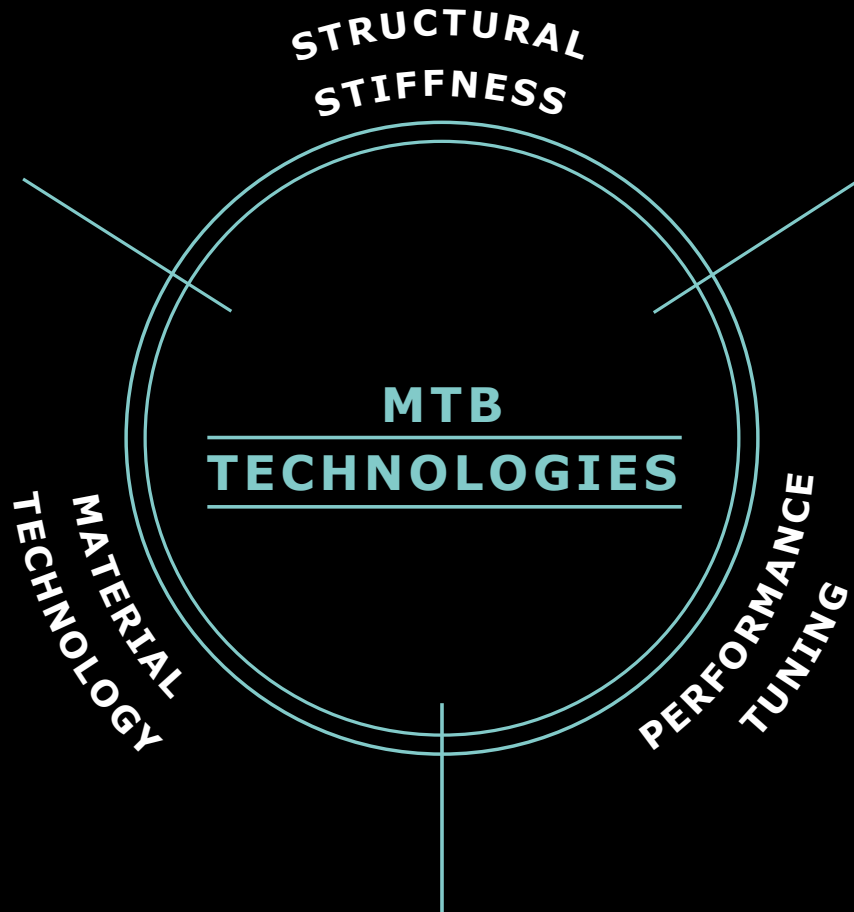 STRUCTURAL
STIFFNESS
MTB
TECHNOLOGIES
MATERIAL
TECHNOLOGY
PERFORMANCE
TUNING